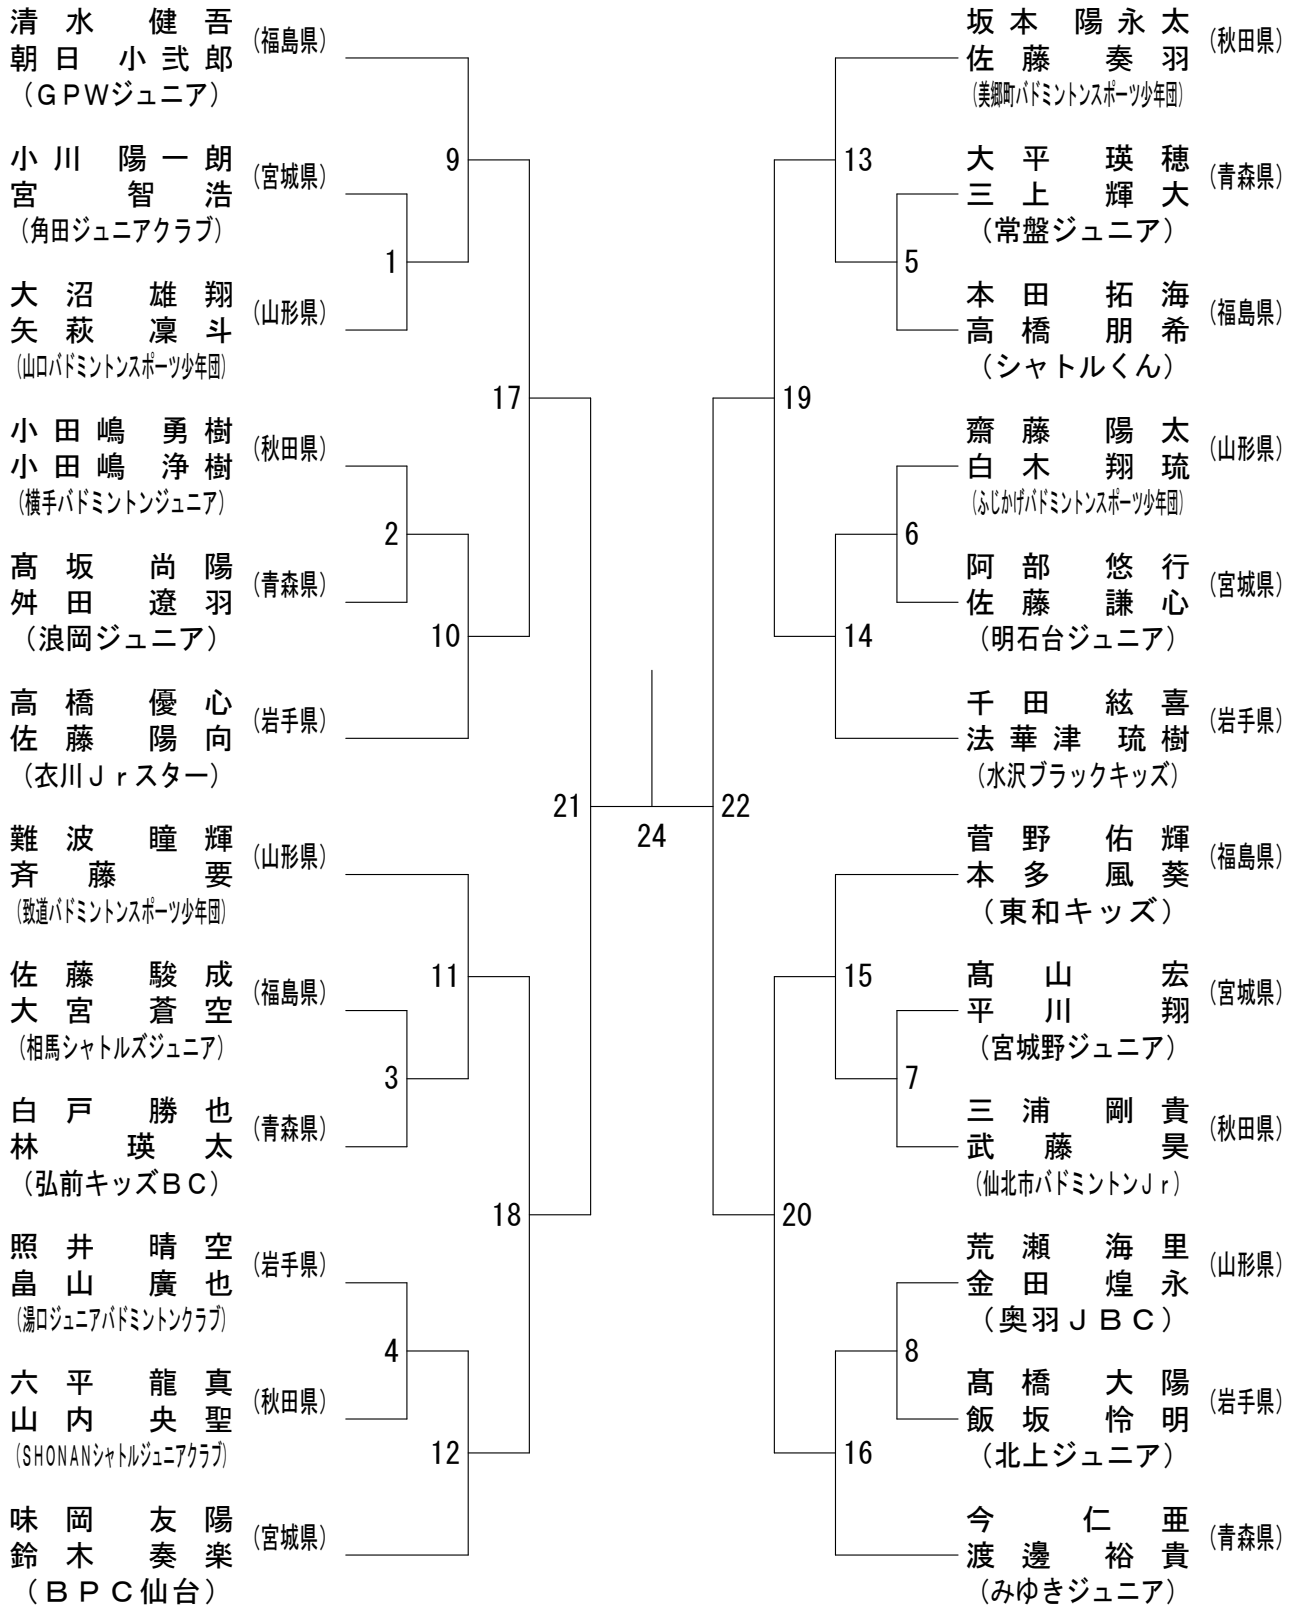 清水 健吾 (福島県)
朝日 小弐郎
(GPWジュニア)
9
小川 陽一朗 (宮城県)
宮 智浩
(角田ジュニアクラブ)
1
大沼 雄翔 (山形県)
矢萩 凜斗
(山口バドミントンスポーツ少年団)
17
小田嶋 勇樹 (秋田県)
小田嶋 浄樹
(横手バドミントンジュニア)
2
髙坂 尚陽 (青森県)
舛田 遼羽
(浪岡ジュニア)
10
高橋 優心 (岩手県)
佐藤 陽向
(衣川Jrスター)
21
難波 瞳輝 (山形県)
斉藤 要
(致道バドミントンスポーツ少年団)
11
佐藤 駿成 (福島県)
大宮 蒼空
(相馬シャトルズジュニア)
3
白戸 勝也 (青森県)
林 瑛太
(弘前キッズBC)
18
照井 晴空 (岩手県)
畠山 廣也
(湯口ジュニアバドミントンクラブ)
4
六平 龍真 (秋田県)
山内 央聖
(SHONANシャトルジュニアクラブ)
12
味岡 友陽 (宮城県)
鈴木 奏楽
(BPC仙台)
24
坂本 陽永太 (秋田県)
佐藤 奏羽
(美郷町バドミントンスポーツ少年団)
13
大平 瑛穂 (青森県)
三上 輝大
(常盤ジュニア)
5
本田 拓海 (福島県)
高橋 朋希
(シャトルくん)
19
齋藤 陽太 (山形県)
白木 翔琉
(ふじかげバドミントンスポーツ少年団)
6
阿部 悠行 (宮城県)
佐藤 謙心
(明石台ジュニア)
14
千田 絃喜 (岩手県)
法華津 琉樹
(水沢ブラックキッズ)
22
菅野 佑輝 (福島県)
本多 風葵
(東和キッズ)
15
髙山 宏 (宮城県)
平川 翔
(宮城野ジュニア)
7
三浦 剛貴 (秋田県)
武藤 昊
(仙北市バドミントンJr)
20
荒瀬 海里 (山形県)
金田 煌永
(奥羽JBC)
8
髙橋 大陽 (岩手県)
飯坂 怜明
(北上ジュニア)
16
今 仁亜 (青森県)
渡邊 裕貴
(みゆきジュニア)